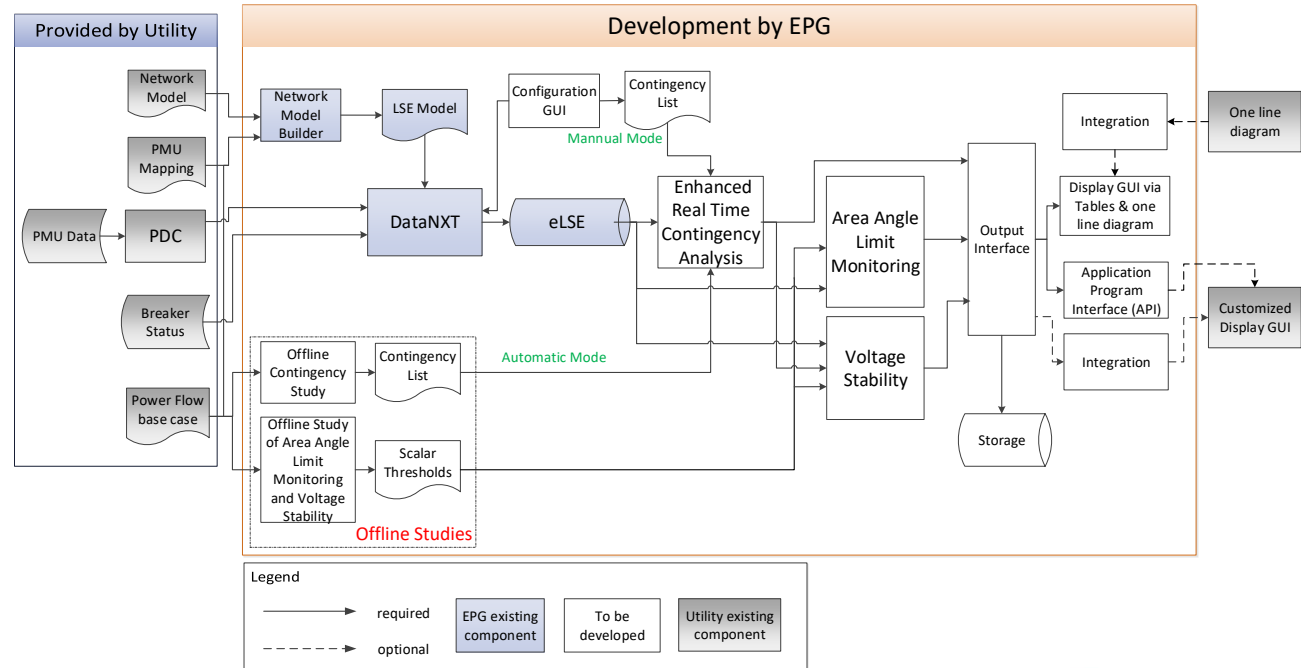 Provided by Utility
Development by EPG
Network
Model
PMU
Mapping
PMU Data
PDC
Breaker
Status
Power Flow
base case
Network
Model
Builder
LSE Model
Configuration
GUI
Contingency
List
Mannual Mode
DataNXT
eLSE
Enhanced
Real Time
Contingency
Analysis
Area Angle
Limit
Monitoring
Voltage
Stability
Output
Interface
Integration
One line
diagram
Display GUI via
Tables & one
line diagram
Application
Program
Interface (API)
Customized
Display GUI
Integration
Storage
Offline
Contingency
Study
Contingency
List
Automatic Mode
Offline Study
of Area Angle
Limit
Monitoring
and Voltage
Stability
Scalar
Thresholds
Offline Studies
Legend
required
optional
EPG existing
component
To be
developed
Utility existing
component